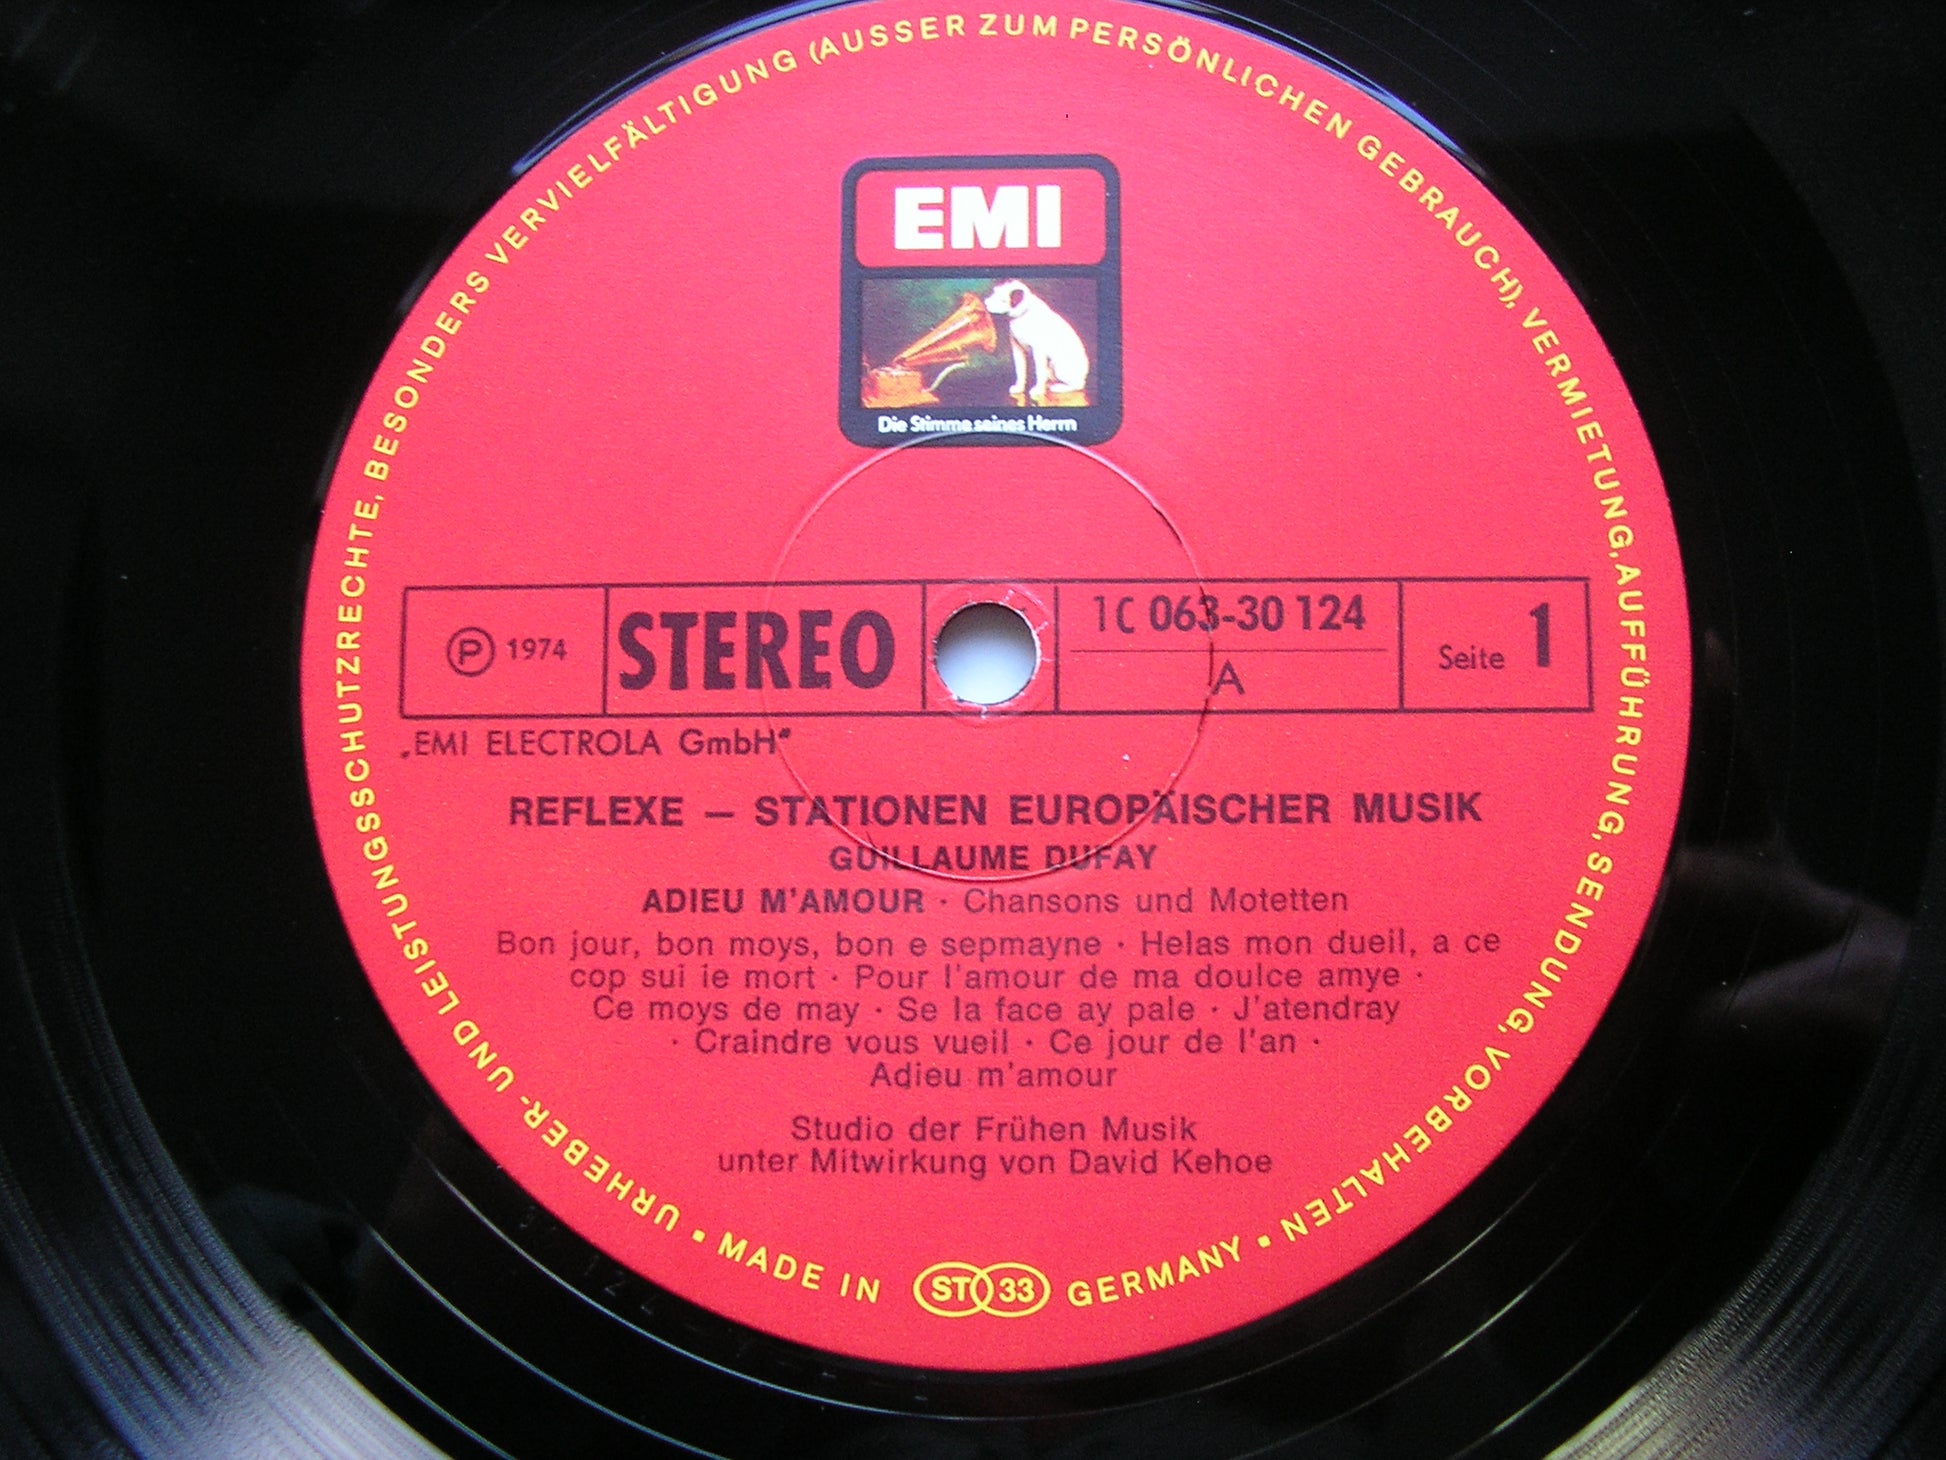 EMI
Die Stimme seines Herrn
℗ 1974
STEREO
1C 063-30 124
A
Seite 1
„EMI ELECTROLA GmbH"
REFLEXE — STATIONEN EUROPÄISCHER MUSIK
GUILLAUME DUFAY
ADIEU M'AMOUR · Chansons und Motetten
Bon jour, bon moys, bon e sepmayne · Helas mon dueil, a ce
cop sui ie mort · Pour l'amour de ma doulce amye ·
Ce moys de may · Se la face ay pale · J'atendray
· Craindre vous vueil · Ce jour de l'an ·
Adieu m'amour
Studio der Frühen Musik
unter Mitwirkung von David Kehoe
URHEBER- UND LEISTUNGSSCHUTZRECHTE, BESONDERS VERVIELFÄLTIGUNG (AUSSER ZUM PERSÖNLICHEN GEBRAUCH), VERMIETUNG, AUFFÜHRUNG, SENDUNG, VORBEHALTEN
▪ MADE IN ST 33 GERMANY ▪